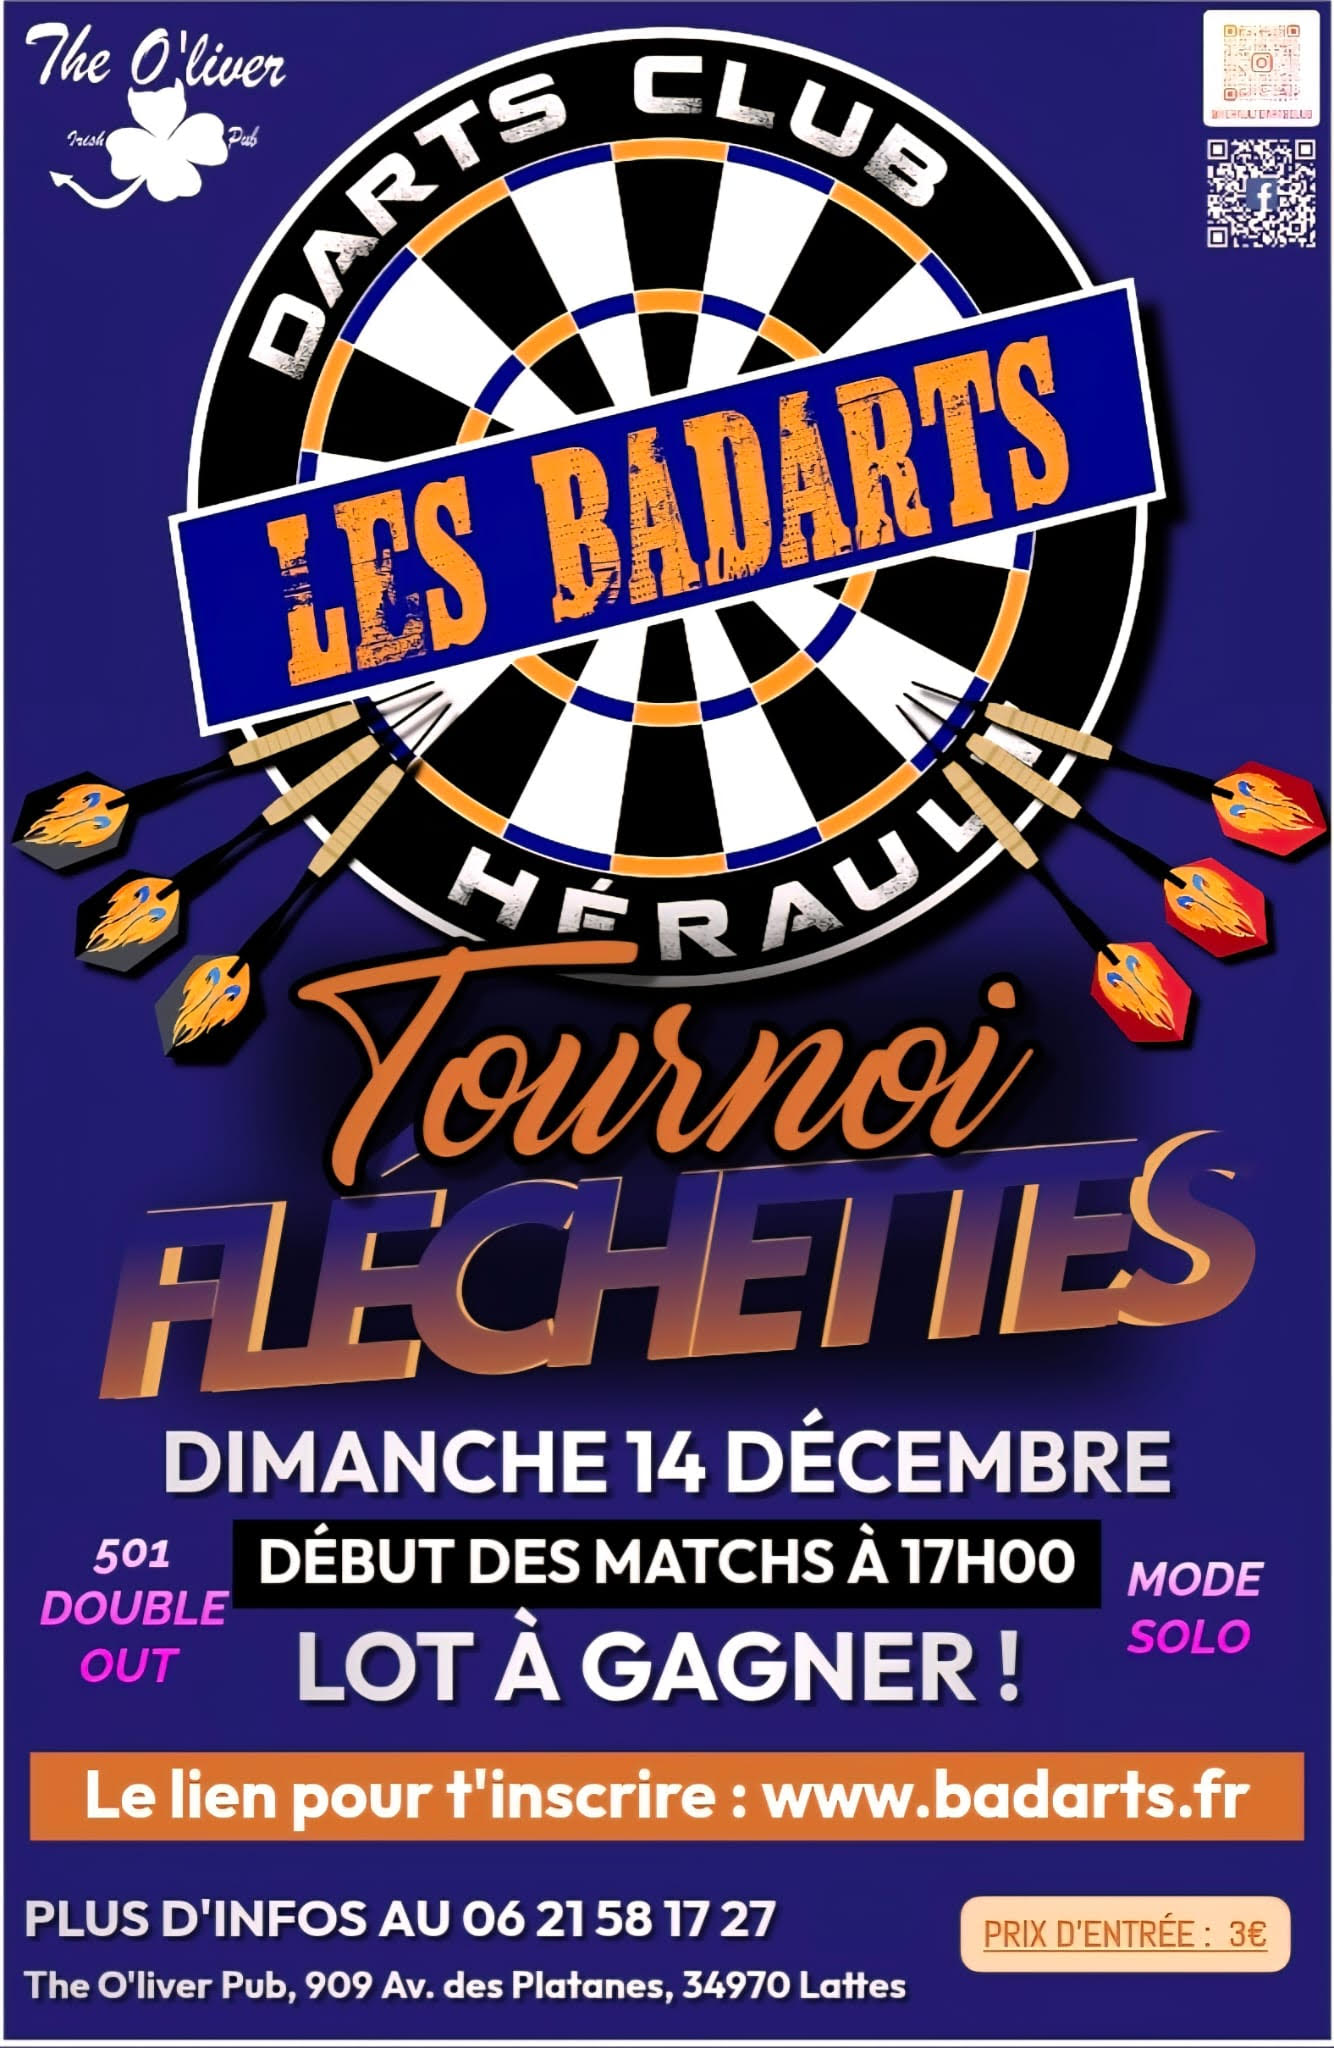 The O'liver
Irish Pub
DARTS CLUB
LES BADARTS
HÉRAULT
Tournoi
FLÉCHETTES
DIMANCHE 14 DÉCEMBRE
501
DOUBLE
OUT
DÉBUT DES MATCHS À 17H00
MODE
SOLO
LOT À GAGNER !
Le lien pour t'inscrire : www.badarts.fr
PLUS D'INFOS AU 06 21 58 17 27
PRIX D'ENTRÉE : 3€
The O'liver Pub, 909 Av. des Platanes, 34970 Lattes